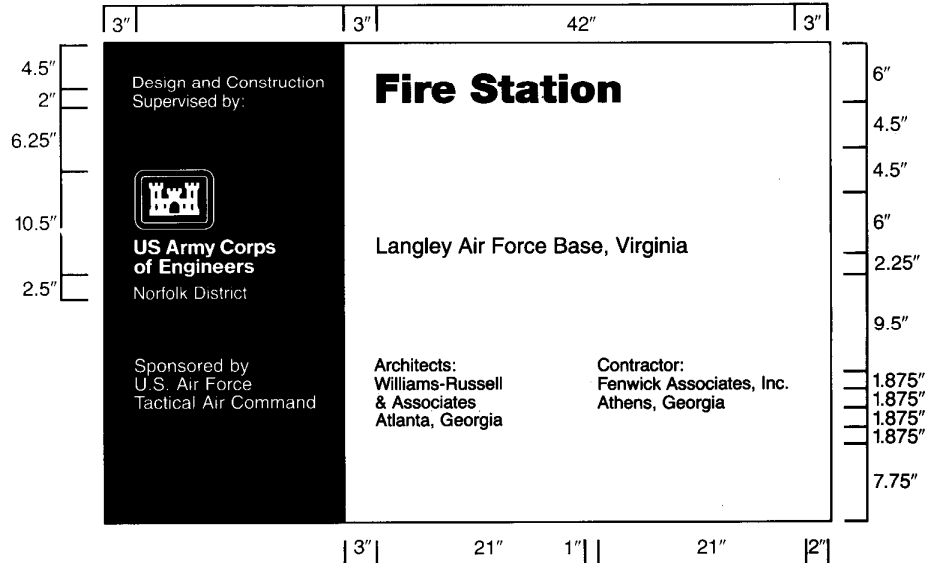 3″ 3″ 42″ 3″
4.5″
2″
6.25″
10.5″
2.5″
Design and Construction
Supervised by:
US Army Corps
of Engineers
Norfolk District
Sponsored by
U.S. Air Force
Tactical Air Command
Fire Station
Langley Air Force Base, Virginia
Architects:
Williams-Russell
& Associates
Atlanta, Georgia
Contractor:
Fenwick Associates, Inc.
Athens, Georgia
6″
4.5″
4.5″
6″
2.25″
9.5″
1.875″
1.875″
1.875″
1.875″
7.75″
3″ 21″ 1″ 21″ 2″